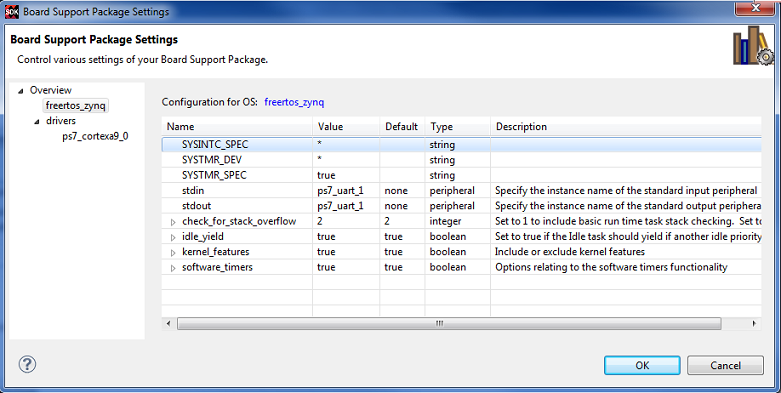 SDK Board Support Package Settings
Board Support Package Settings
Control various settings of your Board Support Package.
Overview
freertos_zynq
drivers
ps7_cortexa9_0
Configuration for OS: freertos_zynq
Name Value Default Type Description
SYSINTC_SPEC * string
SYSTMR_DEV * string
SYSTMR_SPEC true string
stdin ps7_uart_1 none peripheral Specify the instance name of the standard input peripheral
stdout ps7_uart_1 none peripheral Specify the instance name of the standard output periphera
check_for_stack_overflow 2 2 integer Set to 1 to include basic run time task stack checking. Set to
idle_yield true true boolean Set to true if the Idle task should yield if another idle priority
kernel_features true true boolean Include or exclude kernel features
software_timers true true boolean Options relating to the software timers functionality
?
OK Cancel